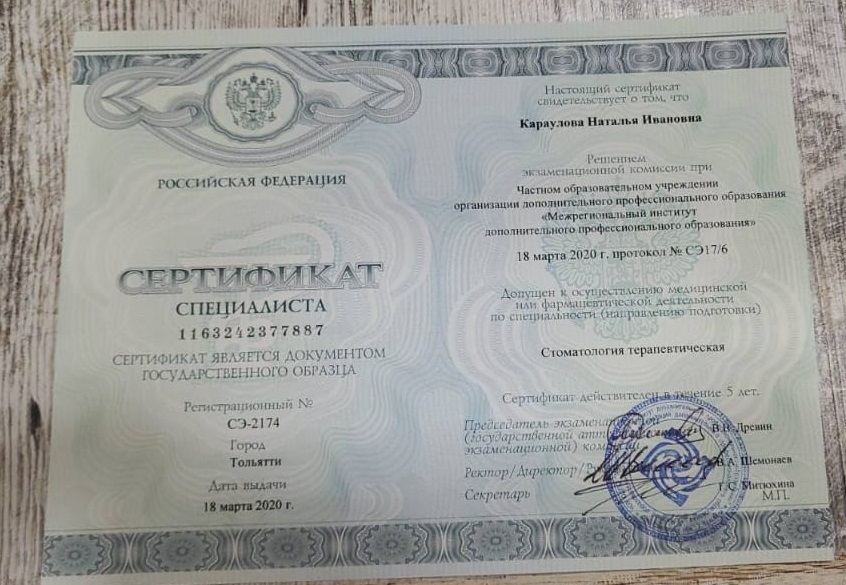 РОССИЙСКАЯ ФЕДЕРАЦИЯ
СЕРТИФИКАТ
СПЕЦИАЛИСТА
1163242377887
СЕРТИФИКАТ ЯВЛЯЕТСЯ ДОКУМЕНТОМ
ГОСУДАРСТВЕННОГО ОБРАЗЦА
Регистрационный №
СЭ-2174
Город
Тольятти
Дата выдачи
18 марта 2020 г.
Настоящий сертификат
свидетельствует о том, что
Караулова Наталья Ивановна
Решением
экзаменационной комиссии при
Частном образовательном учреждении
организации дополнительного профессионального образования
«Межрегиональный институт
дополнительного профессионального образования»
18 марта 2020 г. протокол № СЭ17/6
Допущен к осуществлению медицинской
или фармацевтической деятельности
по специальности (направлению подготовки)
Стоматология терапевтическая
Сертификат действителен в течение 5 лет.
Председатель экзаменационной
(государственной
экзаменационной) комиссии В.Н. Древин
Ректор/Директор/ В.А. Шемонаев
Секретарь Г.С. Митюхина
М.П.